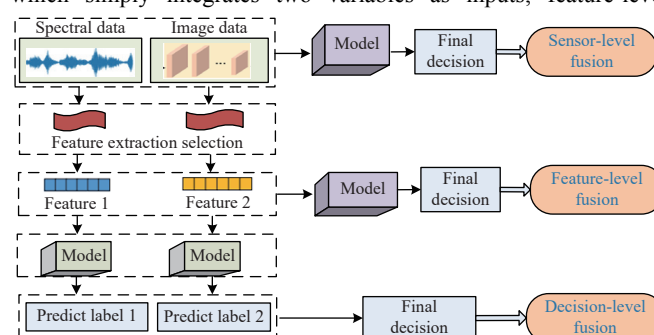 which simply integrates two variables as inputs, feature-level
Spectral data
Image data
...
Model
Final
decision
Sensor-level
fusion
Feature extraction selection
Feature 1
Feature 2
Model
Final
decision
Feature-level
fusion
Model
Model
Predict label 1
Predict label 2
Final
decision
Decision-level
fusion